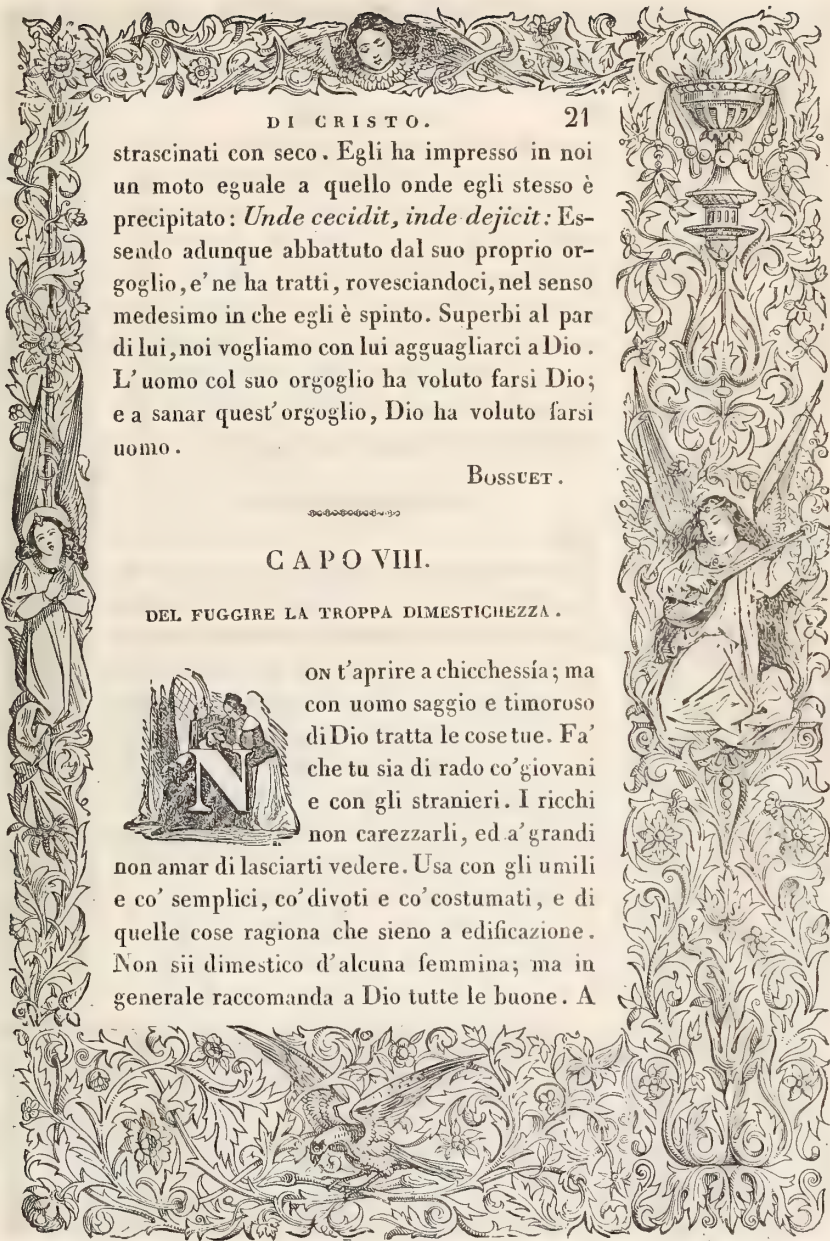 DI CRISTO. 21
strascinati con seco. Egli ha impresso in noi
un moto eguale a quello onde egli stesso è
precipitato: Unde cecidit, inde dejicit: Es-
sendo adunque abbattuto dal suo proprio or-
goglio, e' ne ha tratti, rovesciandoci, nel senso
medesimo in che egli è spinto. Superbi al par
di lui, noi vogliamo con lui agguagliarci a Dio.
L'uomo col suo orgoglio ha voluto farsi Dio;
e a sanar quest'orgoglio, Dio ha voluto farsi
uomo.
BOSSUET.
CAPO VIII.
DEL FUGGIRE LA TROPPA DIMESTICHEZZA.
NON t'aprire a chicchessía; ma
con uomo saggio e timoroso
di Dio tratta le cose tue. Fa'
che tu sia di rado co' giovani
e con gli stranieri. I ricchi
non carezzarli, ed a' grandi
non amar di lasciarti vedere. Usa con gli umili
e co' semplici, co' divoti e co' costumati, e di
quelle cose ragiona che sieno a edificazione.
Non sii dimestico d'alcuna femmina; ma in
generale raccomanda a Dio tutte le buone. A